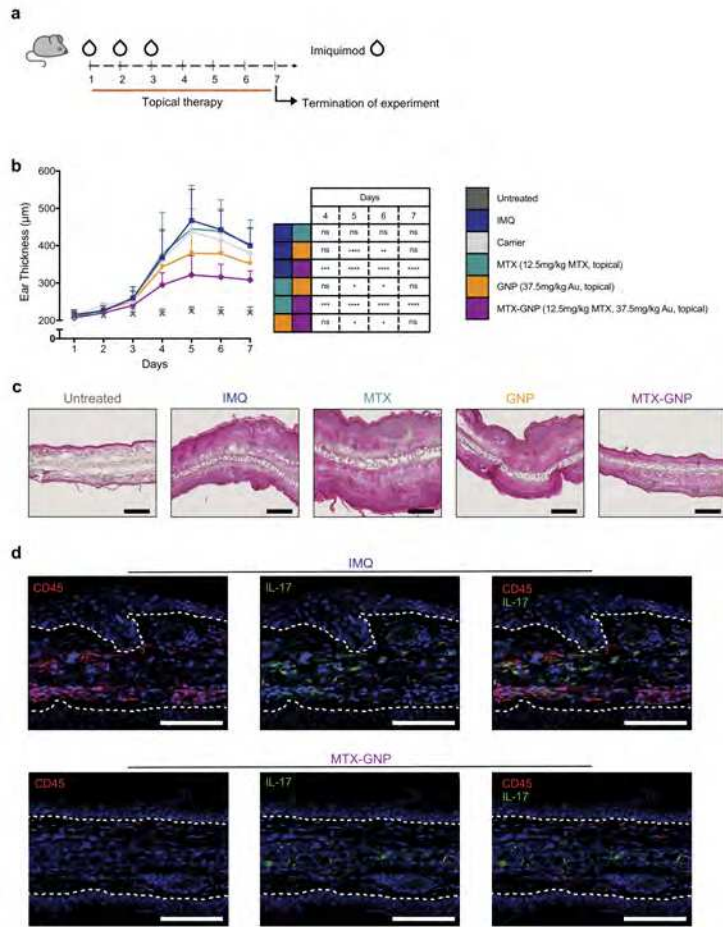 a
Imiquimod
1 2 3 4 5 6 7
Topical therapy
Termination of experiment
b
600
500
400
300
200
0
Ear Thickness (µm)
1 2 3 4 5 6 7
Days
Days
4 5 6 7
ns ns ns ns
ns **** ** ns
*** **** **** ****
ns * * ns
*** **** **** ***
ns * * ns
Untreated
IMQ
Carrier
MTX (12.5mg/kg MTX, topical)
GNP (37.5mg/kg Au, topical)
MTX-GNP (12.5mg/kg MTX, 37.5mg/kg Au, topical)
c
Untreated IMQ MTX GNP MTX-GNP
d
IMQ
CD45 IL-17 CD45
IL-17
MTX-GNP
CD45 IL-17 CD45
IL-17